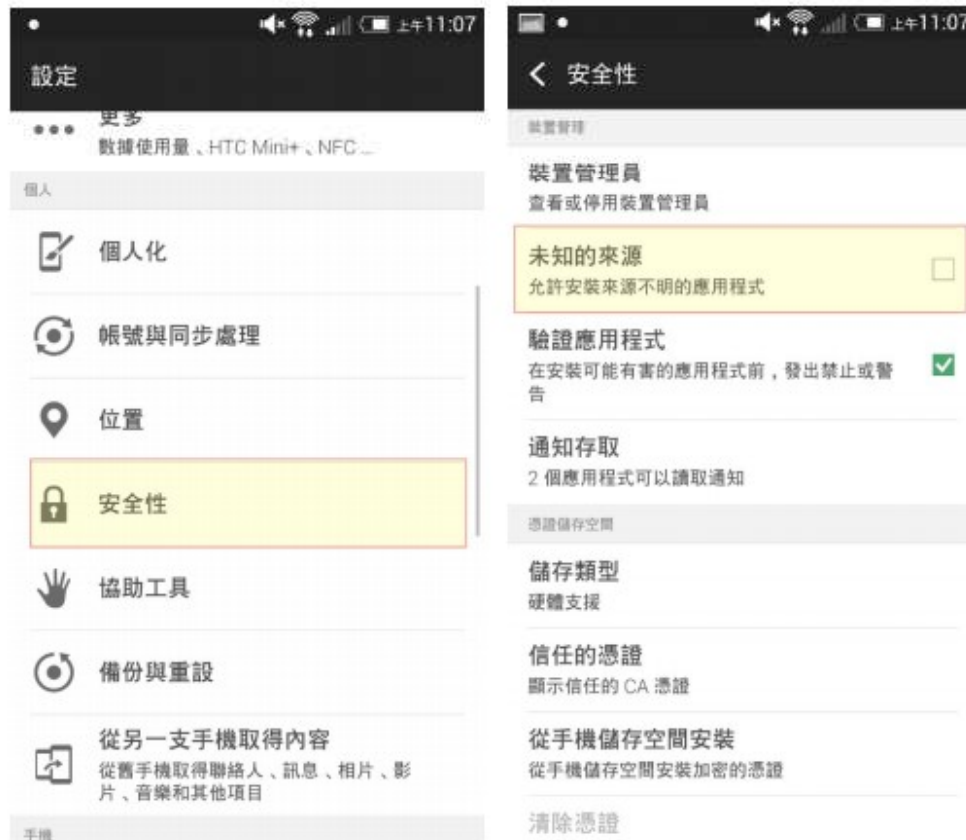 上午11:07
設定
更多
數據使用量、HTC Mini+、NFC ...
個人
個人化
帳號與同步處理
位置
安全性
協助工具
備份與重設
從另一支手機取得內容
從舊手機取得聯絡人、訊息、相片、影
片、音樂和其他項目
手機
上午11:07
安全性
裝置管理
裝置管理員
查看或停用裝置管理員
未知的來源
允許安裝來源不明的應用程式
驗證應用程式
在安裝可能有害的應用程式前，發出禁止或警
告
通知存取
2 個應用程式可以讀取通知
憑證儲存空間
儲存類型
硬體支援
信任的憑證
顯示信任的 CA 憑證
從手機儲存空間安裝
從手機儲存空間安裝加密的憑證
清除憑證